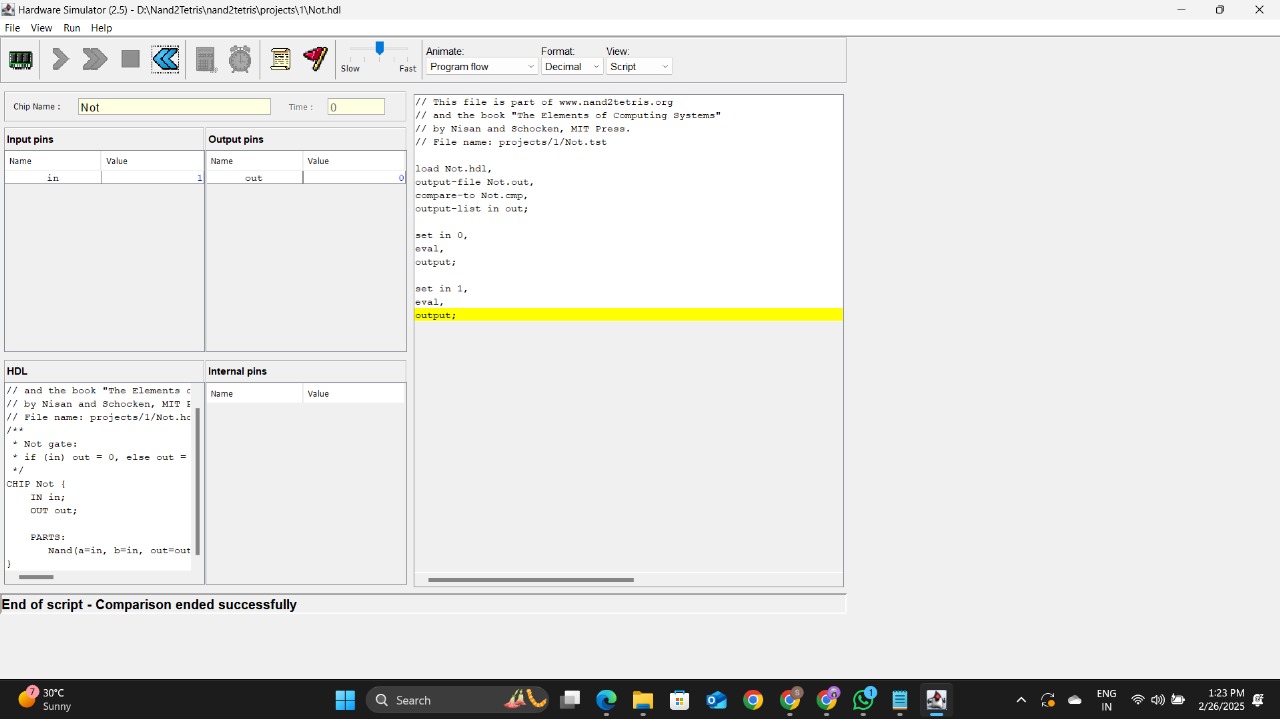 Hardware Simulator (2.5) - D:\Nand2Tetris\nand2tetris\projects\1\Not.hdl
File View Run Help
Slow Fast
Animate: Format: View:
Program flow Decimal Script
Chip Name : Not Time : 0
Input pins Output pins
Name Value Name Value
in 1 out 0
// This file is part of www.nand2tetris.org
// and the book "The Elements of Computing Systems"
// by Nisan and Schocken, MIT Press.
// File name: projects/1/Not.tst
load Not.hdl,
output-file Not.out,
compare-to Not.cmp,
output-list in out;
set in 0,
eval,
output;
set in 1,
eval,
output;
HDL Internal pins
Name Value
// and the book "The Elements
// by Nisan and Schocken, MIT
// File name: projects/1/Not.hd
/**
* Not gate:
* if (in) out = 0, else out =
*/
CHIP Not {
IN in;
OUT out;
PARTS:
Nand(a=in, b=in, out=out
}
End of script - Comparison ended successfully
7
30°C
Sunny
Search
S
1
ENG
IN
1:23 PM
2/26/2025